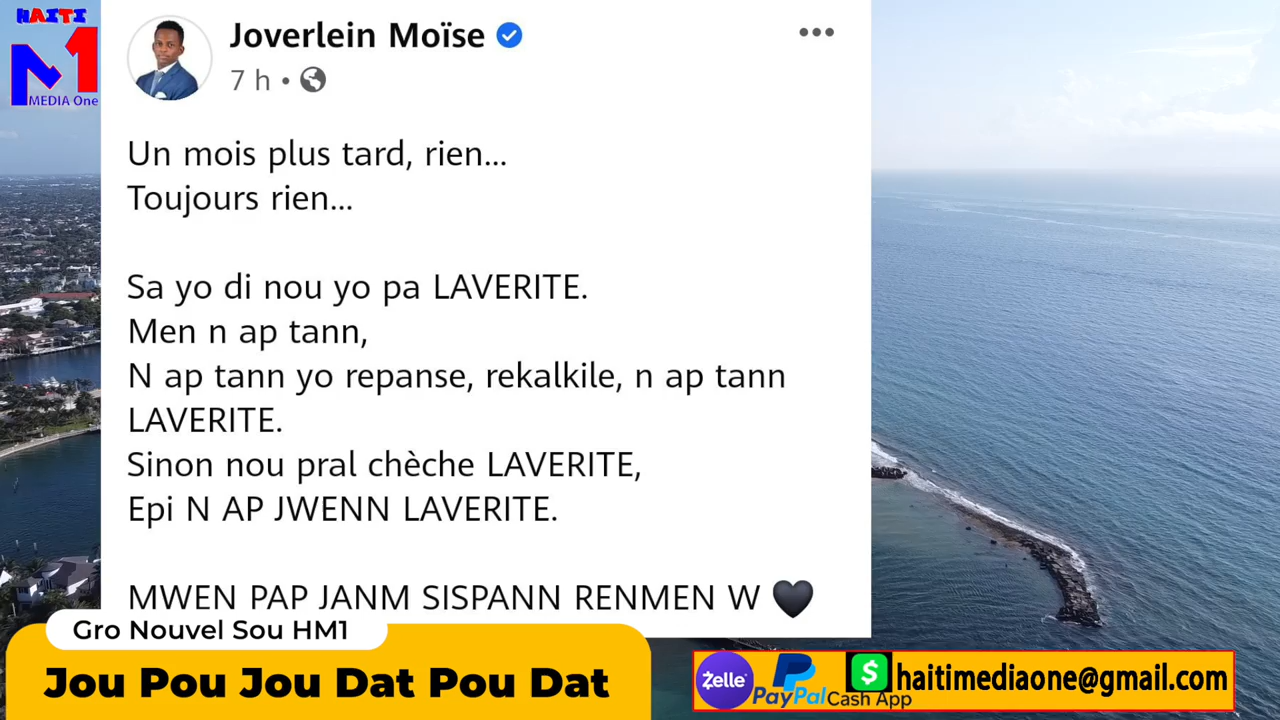 HAITI
M1
MEDIA One
Joverlein Moïse
7 h •
Un mois plus tard, rien...
Toujours rien...
Sa yo di nou yo pa LAVERITE.
Men n ap tann,
N ap tann yo repanse, rekalkile, n ap tann
LAVERITE.
Sinon nou pral chèche LAVERITE,
Epi N AP JWENN LAVERITE.
MWEN PAP JANM SISPANN RENMEN W 🖤
Gro Nouvel Sou HM1
Jou Pou Jou Dat Pou Dat
Zelle
PayPal
$
Cash App
haitimediaone@gmail.com